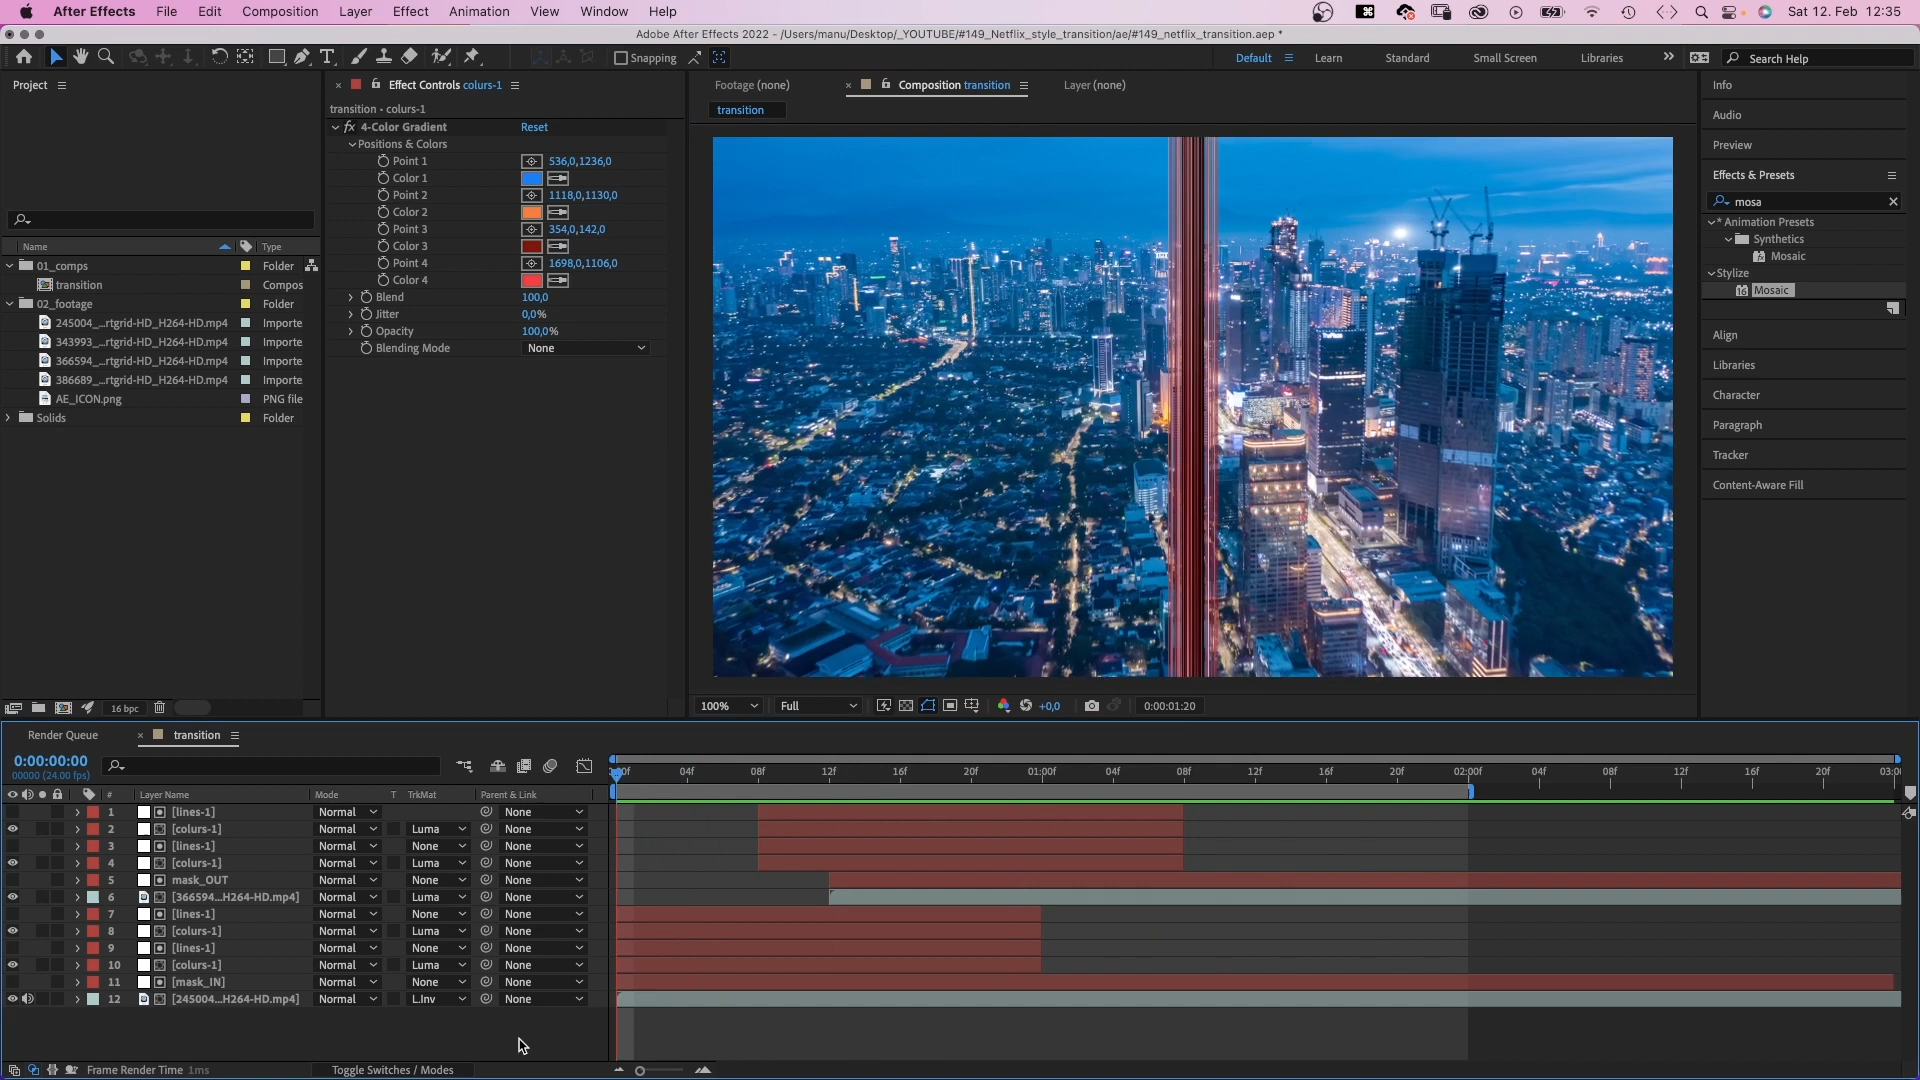 After Effects File Edit Composition Layer Effect Animation View Window Help Sat 12. Feb 12:35
Adobe After Effects 2022 - /Users/manu/Desktop/_YOUTUBE/#149_Netflix_style_transition/ae/#149_netflix_transition.aep *
Snapping Default Learn Standard Small Screen Libraries Search Help
Project
Effect Controls colurs-1
transition • colurs-1
fx 4-Color Gradient Reset
Positions & Colors
Point 1 536,0,1236,0
Color 1
Point 2 1118,0,1130,0
Color 2
Point 3 354,0,142,0
Color 3
Point 4 1698,0,1106,0
Color 4
Blend 100,0
Jitter 0,0%
Opacity 100,0%
Blending Mode None
Name Type
01_comps Folder
transition Compos
02_footage Folder
245004_...rtgrid-HD_H264-HD.mp4 Importe
343993_...rtgrid-HD_H264-HD.mp4 Importe
366594_...rtgrid-HD_H264-HD.mp4 Importe
386689_...rtgrid-HD_H264-HD.mp4 Importe
AE_ICON.png PNG file
Solids Folder
16 bpc
Footage (none) Composition transition Layer (none)
transition
100% Full +0,0 0:00:01:20
Info
Audio
Preview
Effects & Presets
mosa
* Animation Presets
Synthetics
Mosaic
Stylize
16 Mosaic
Align
Libraries
Character
Paragraph
Tracker
Content-Aware Fill
Render Queue transition
0:00:00:00
00000 (24.00 fps)
:00f 04f 08f 12f 16f 20f 01:00f 04f 08f 12f 16f 20f 02:00f 04f 08f 12f 16f 20f 03:00
# Layer Name Mode T TrkMat Parent & Link
1 [lines-1] Normal None
2 [colurs-1] Normal Luma None
3 [lines-1] Normal None None
4 [colurs-1] Normal Luma None
5 mask_OUT Normal None None
6 [366594...H264-HD.mp4] Normal Luma None
7 [lines-1] Normal None None
8 [colurs-1] Normal Luma None
9 [lines-1] Normal None None
10 [colurs-1] Normal Luma None
11 [mask_IN] Normal None None
12 [245004...H264-HD.mp4] Normal L.Inv None
Frame Render Time 1ms Toggle Switches / Modes